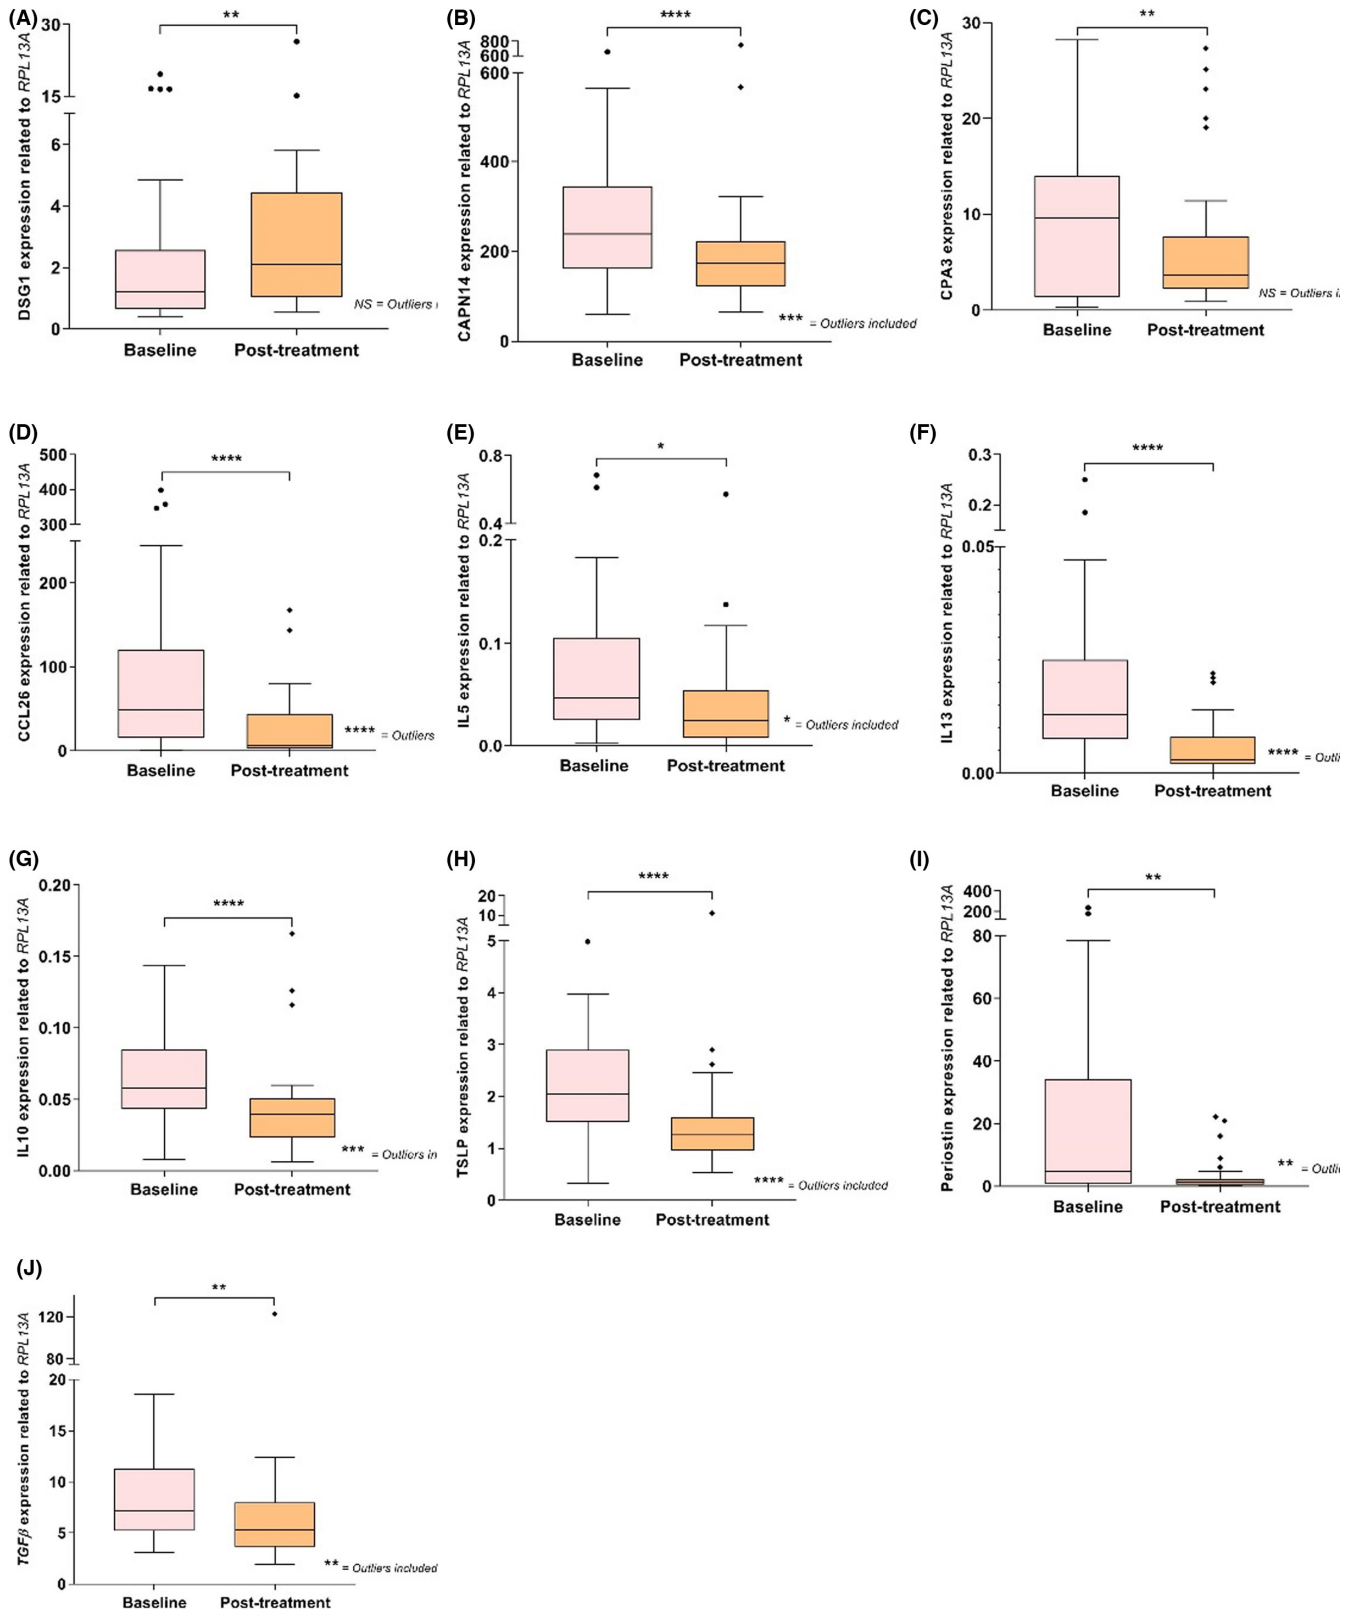 (A)
DSG1 expression related to RPL13A
30
15
6
4
2
0
**
NS = Outliers
Baseline
Post-treatment
(B)
CAPN14 expression related to RPL13A
800
600
600
400
200
0
****
*** = Outliers included
Baseline
Post-treatment
(C)
CPA3 expression related to RPL13A
30
20
10
0
**
NS = Outliers
Baseline
Post-treatment
(D)
CCL26 expression related to RPL13A
500
400
300
200
100
0
****
**** = Outliers
Baseline
Post-treatment
(E)
IL5 expression related to RPL13A
0.8
0.4
0.2
0.1
0.0
*
* = Outliers included
Baseline
Post-treatment
(F)
IL13 expression related to RPL13A
0.3
0.2
0.05
0.00
****
**** = Outli
Baseline
Post-treatment
(G)
IL10 expression related to RPL13A
0.20
0.15
0.10
0.05
0.00
****
*** = Outliers in
Baseline
Post-treatment
(H)
TSLP expression related to RPL13A
20
10
5
4
3
2
1
0
****
**** = Outliers included
Baseline
Post-treatment
(I)
Periostin expression related to RPL13A
400
200
80
60
40
20
0
**
** = Outli
Baseline
Post-treatment
(J)
TGFβ expression related to RPL13A
120
80
20
15
10
5
0
**
** = Outliers included
Baseline
Post-treatment